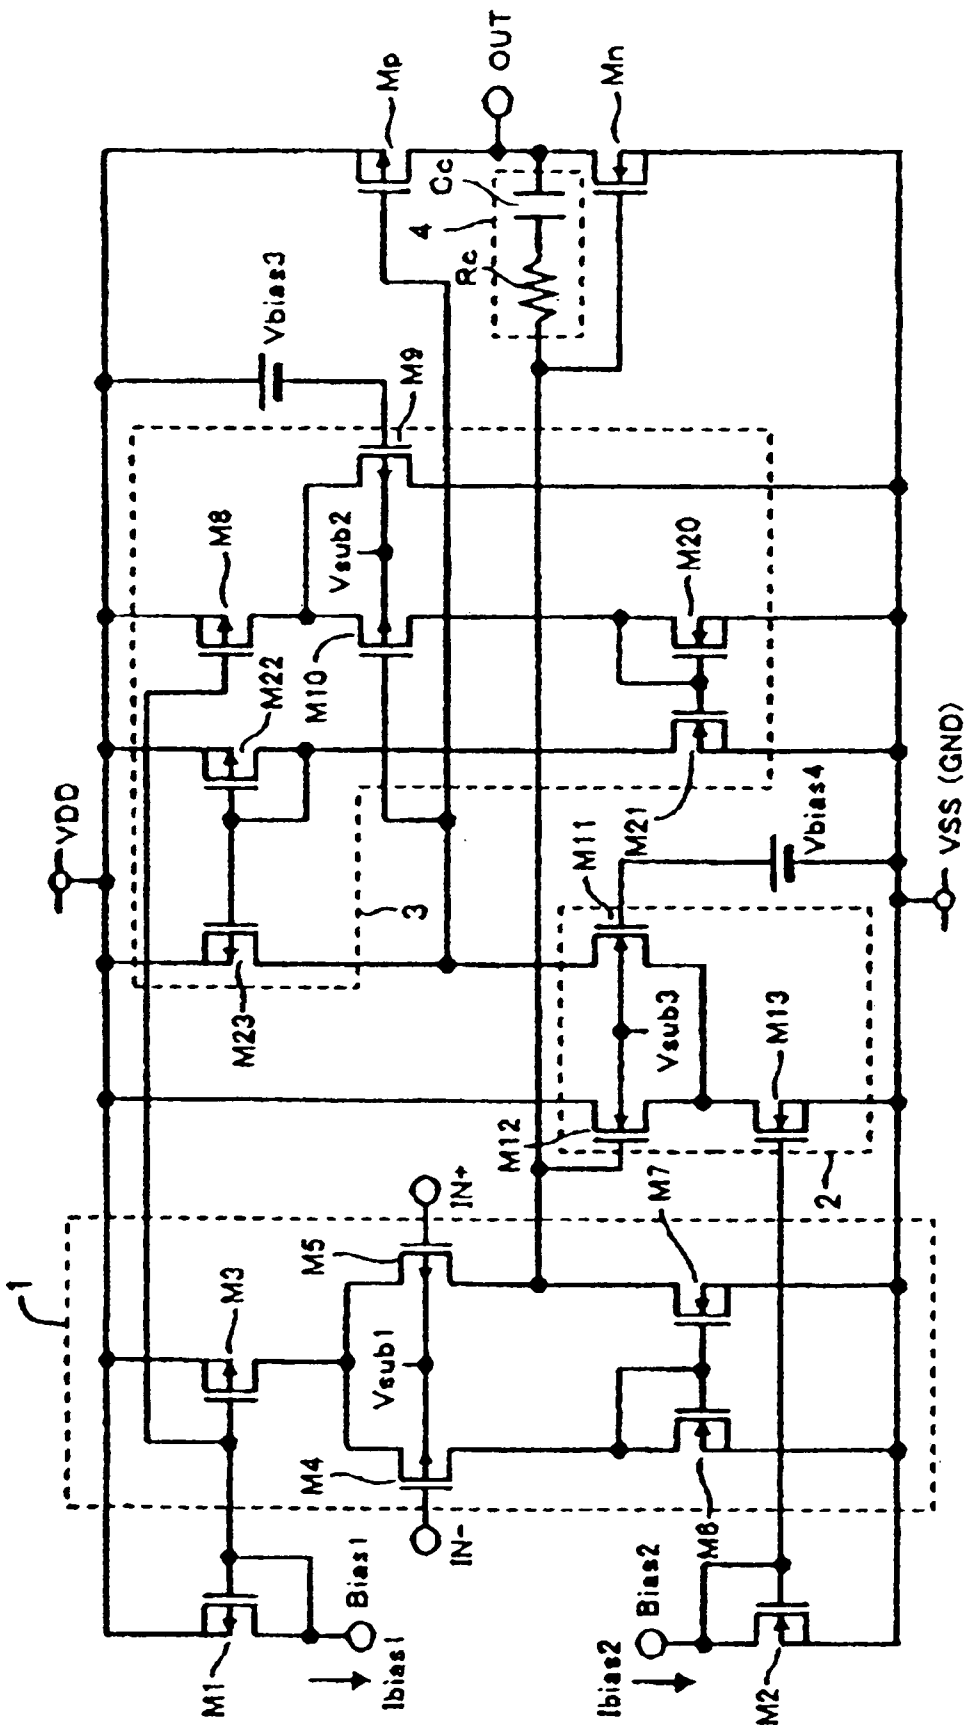 1
VDD
M1
M3
M23
M22
M8
Vbias3
Mp
Bias1
Ibias1
M4
Vsub1
M5
IN-
IN+
3
M10
Vsub2
M9
OUT
4
Cc
Rc
Mn
Ibias2
Bias2
M2
M6
M7
M12
Vsub3
M11
M13
2
M21
M20
Vbias4
VSS (GND)